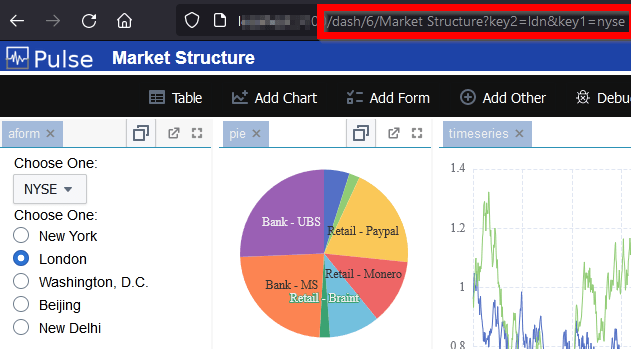 /dash/6/Market Structure?key2=ldn&key1=nyse
Pulse Market Structure
Table Add Chart Add Form Add Other Debu
aform × pie × timeseries ×
Choose One:
NYSE
Choose One:
New York
London
Washington, D.C.
Beijing
New Delhi
Bank - UBS
Retail - Paypal
Retail - Monero
Bank - MS
Retail - Braint
1.4
1.2
1
0.8